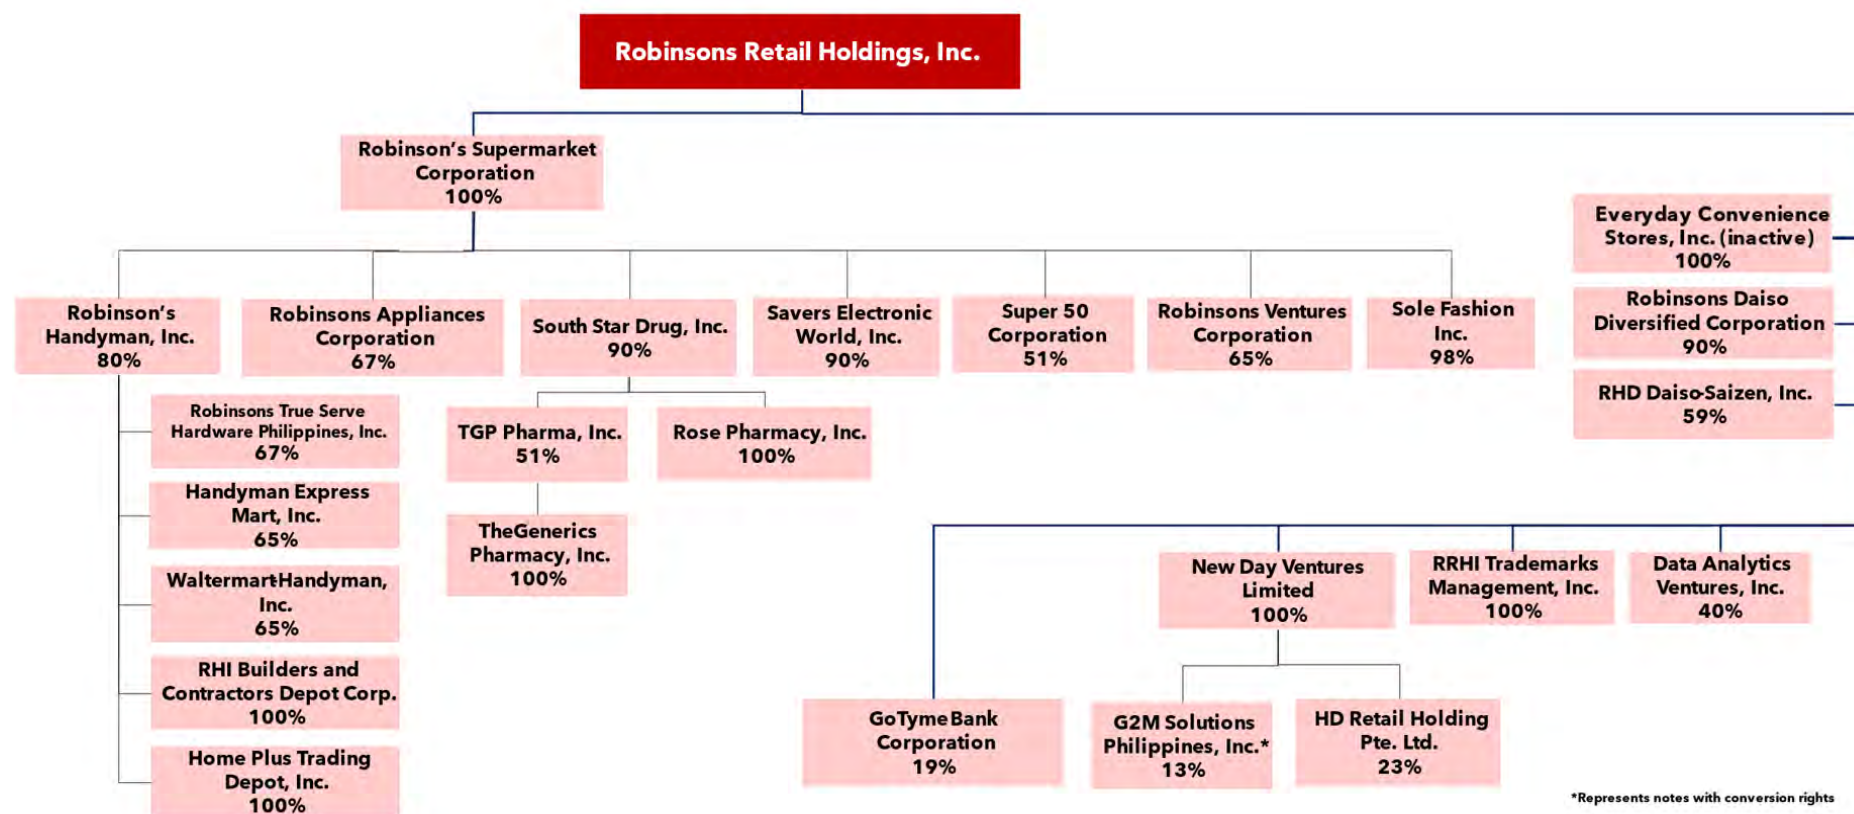 Robinsons Retail Holdings, Inc.
Robinson's Supermarket
Corporation
100%
Everyday Convenience
Stores, Inc. (inactive)
100%
Robinsons Daiso
Diversified Corporation
90%
RHD Daiso-Saizen, Inc.
59%
Robinson's
Handyman, Inc.
80%
Robinsons Appliances
Corporation
67%
South Star Drug, Inc.
90%
Savers Electronic
World, Inc.
90%
Super 50
Corporation
51%
Robinsons Ventures
Corporation
65%
Sole Fashion
Inc.
98%
Robinsons True Serve
Hardware Philippines, Inc.
67%
Handyman Express
Mart, Inc.
65%
Waltermart-Handyman,
Inc.
65%
RHI Builders and
Contractors Depot Corp.
100%
Home Plus Trading
Depot, Inc.
100%
TGP Pharma, Inc.
51%
Rose Pharmacy, Inc.
100%
TheGenerics
Pharmacy, Inc.
100%
New Day Ventures
Limited
100%
RRHI Trademarks
Management, Inc.
100%
Data Analytics
Ventures, Inc.
40%
GoTyme Bank
Corporation
19%
G2M Solutions
Philippines, Inc.*
13%
HD Retail Holding
Pte. Ltd.
23%
*Represents notes with conversion rights